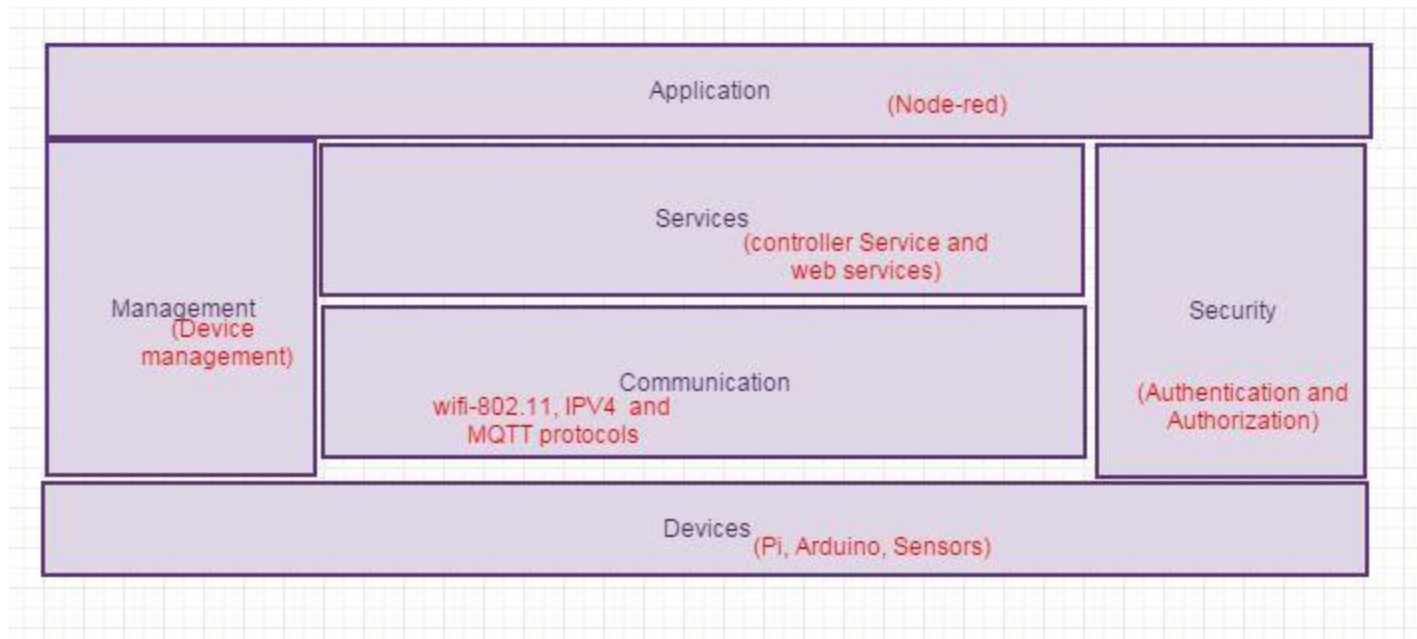 Application
(Node-red)
Services
(controller Service and
web services)
Management
(Device
management)
Security
(Authentication and
Authorization)
Communication
wifi-802.11, IPV4 and
MQTT protocols
Devices
(Pi, Arduino, Sensors)